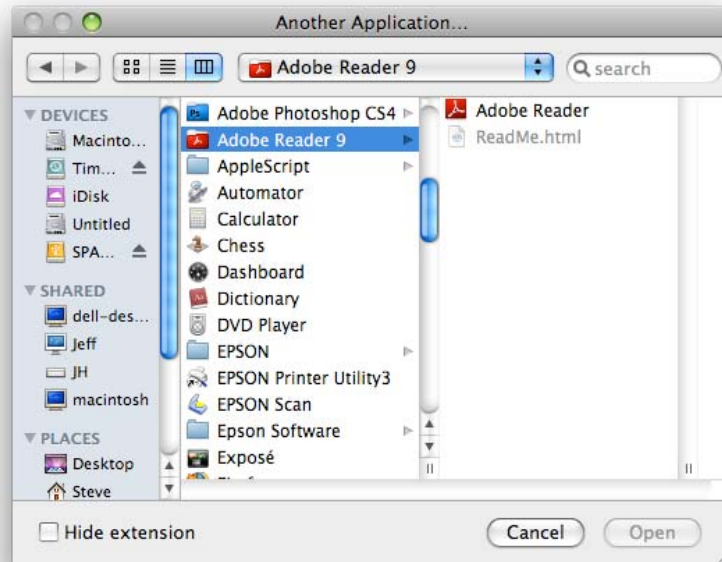 Another Application...
Adobe Reader 9
search
DEVICES
Macinto...
Tim...
iDisk
Untitled
SPA...
SHARED
dell-des...
Jeff
JH
macintosh
PLACES
Desktop
Steve
Adobe Photoshop CS4
Adobe Reader 9
AppleScript
Automator
Calculator
Chess
Dashboard
Dictionary
DVD Player
EPSON
EPSON Printer Utility3
EPSON Scan
Epson Software
Exposé
Adobe Reader
ReadMe.html
Hide extension
Cancel
Open